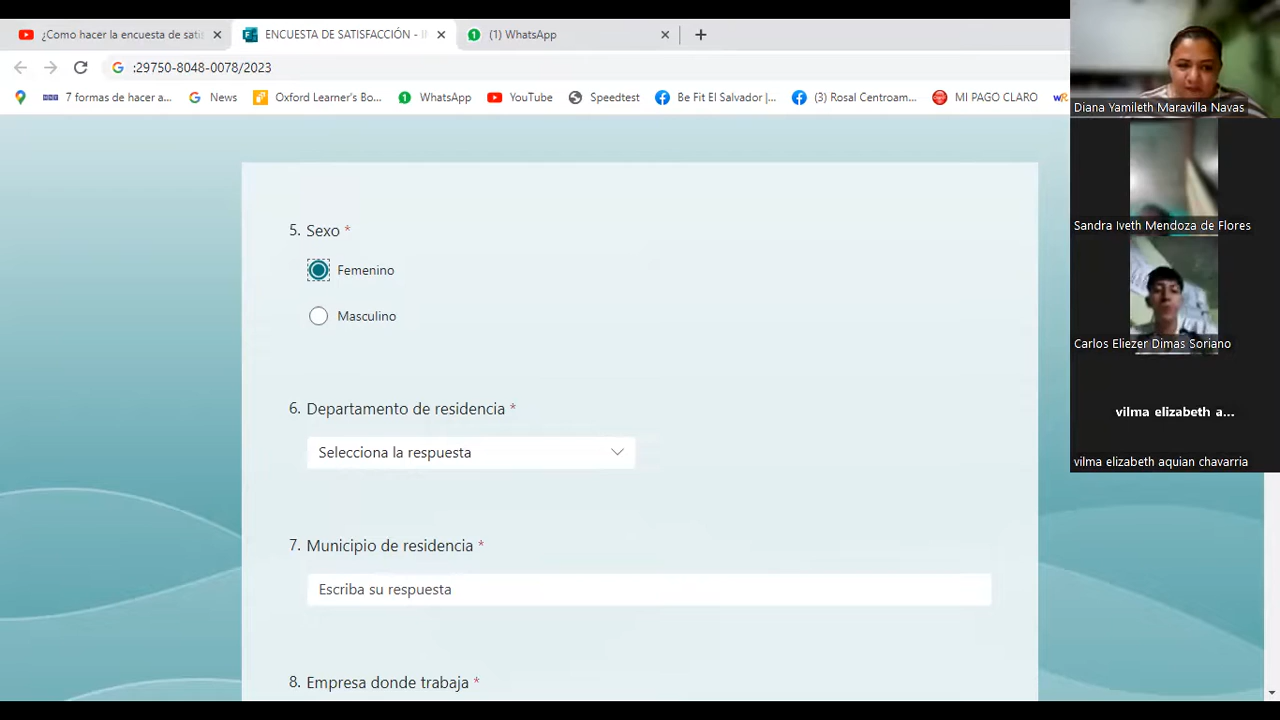 ¿Como hacer la encuesta de sati
ENCUESTA DE SATISFACCIÓN - I
(1) WhatsApp
:29750-8048-0078/2023
7 formas de hacer a...
News
Oxford Learner's Bo...
WhatsApp
YouTube
Speedtest
Be Fit El Salvador |...
(3) Rosal Centroam...
MI PAGO CLARO
Diana Yamileth Maravilla Navas
Sandra Iveth Mendoza de Flores
Carlos Eliezer Dimas Soriano
vilma elizabeth a...
vilma elizabeth aquian chavarria
5. Sexo *
Femenino
Masculino
6. Departamento de residencia *
Selecciona la respuesta
7. Municipio de residencia *
Escriba su respuesta
8. Empresa donde trabaja *